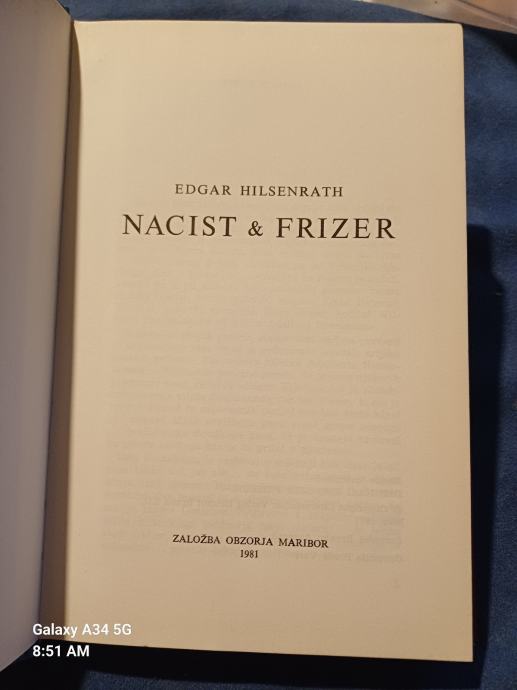 EDGAR HILSENRATH
NACIST & FRIZER
ZALOŽBA OBZORJA MARIBOR
1981
Galaxy A34 5G
8:51 AM